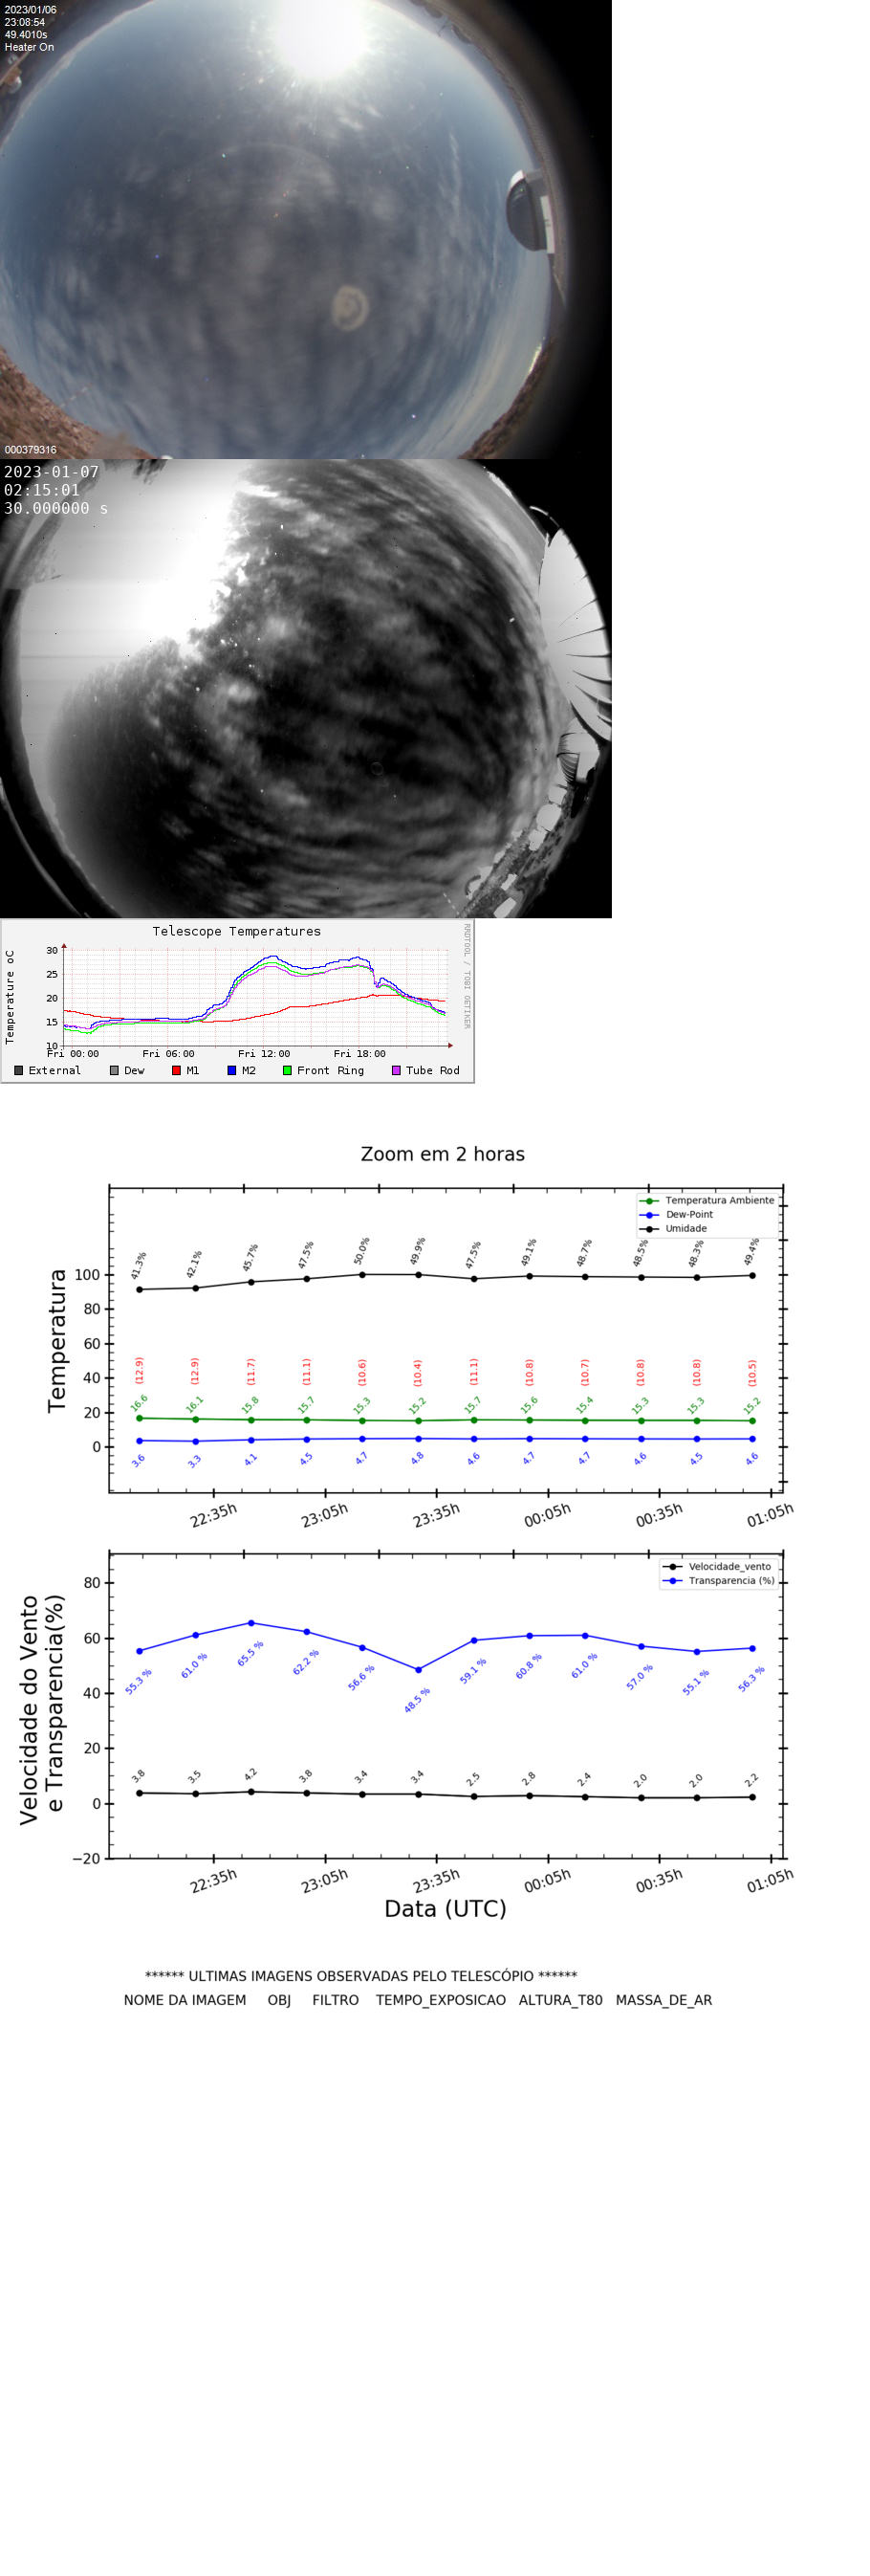 2023/01/06
23:08:54
49.4010s
Heater On
000379316
2023-01-07
02:15:01
30.000000 s
Telescope Temperatures
RRDTOOL / TOBI OETIKER
Temperature oC
30
25
20
15
10
Fri 00:00 Fri 06:00 Fri 12:00 Fri 18:00
External Dew M1 M2 Front Ring Tube Rod
Zoom em 2 horas
Temperatura Ambiente
Dew-Point
Umidade
Temperatura
100
80
60
40
20
0
41.3% 42.1% 45.7% 47.5% 50.0% 49.9% 47.5% 49.1% 48.7% 48.5% 48.3% 49.4%
(12.9) (12.9) (11.7) (11.1) (10.6) (10.4) (11.1) (10.8) (10.7) (10.8) (10.8) (10.5)
16.6 16.1 15.8 15.7 15.3 15.2 15.7 15.6 15.4 15.3 15.3 15.2
3.6 3.3 4.1 4.5 4.7 4.8 4.6 4.7 4.7 4.6 4.5 4.6
22:35h 23:05h 23:35h 00:05h 00:35h 01:05h
Velocidade_vento
Transparencia (%)
Velocidade do Vento
e Transparencia(%)
80
60
40
20
0
−20
55.3 % 61.0 % 65.5 % 62.2 % 56.6 % 48.5 % 59.1 % 60.8 % 61.0 % 57.0 % 55.1 % 56.3 %
3.8 3.5 4.2 3.8 3.4 3.4 2.5 2.8 2.4 2.0 2.0 2.2
22:35h 23:05h 23:35h 00:05h 00:35h 01:05h
Data (UTC)
****** ULTIMAS IMAGENS OBSERVADAS PELO TELESCÓPIO ******
NOME DA IMAGEM OBJ FILTRO TEMPO_EXPOSICAO ALTURA_T80 MASSA_DE_AR